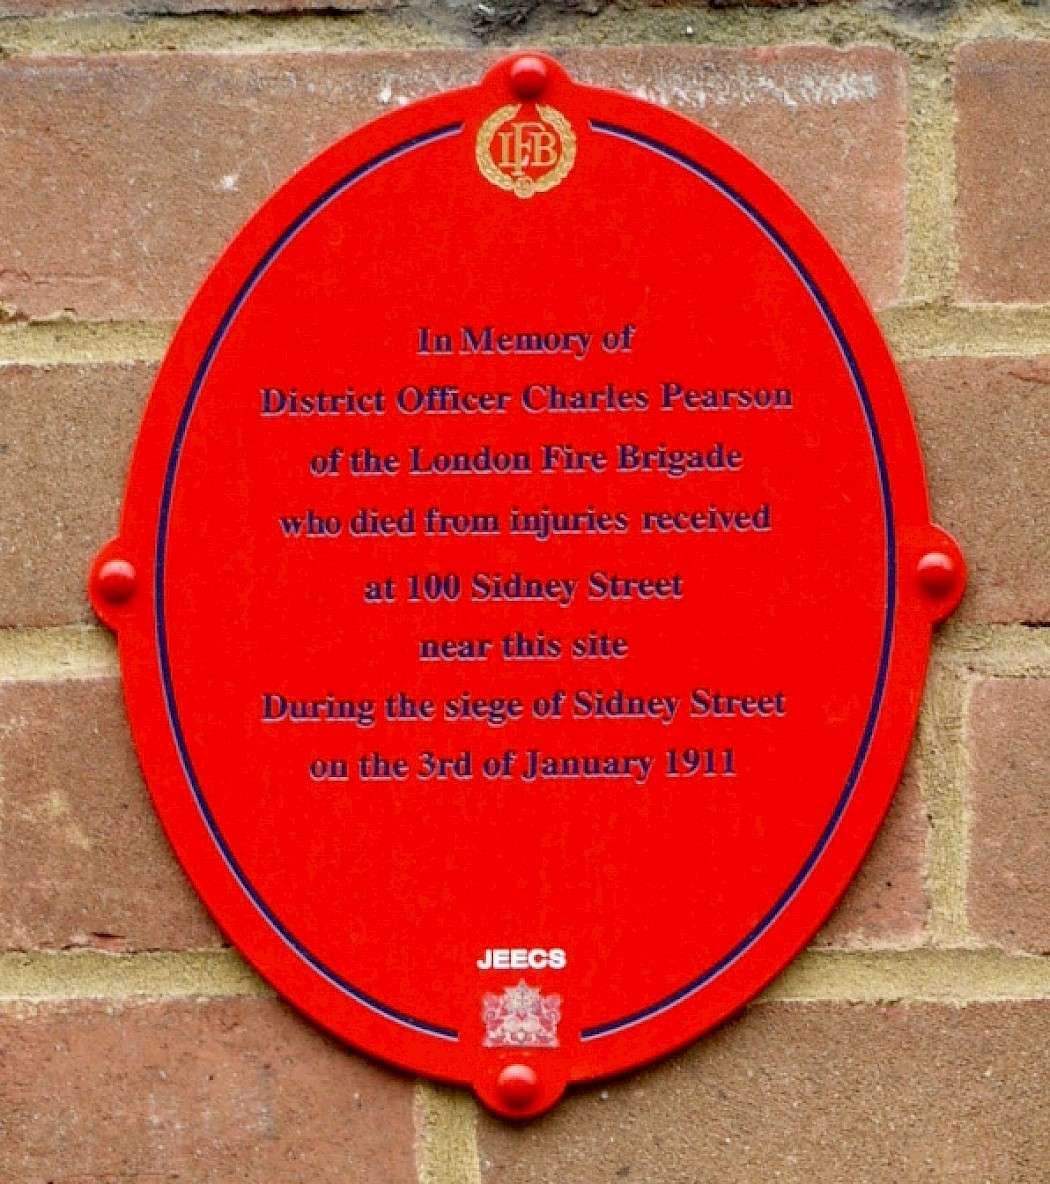 LFB
In Memory of
District Officer Charles Pearson
of the London Fire Brigade
who died from injuries received
at 100 Sidney Street
near this site
During the siege of Sidney Street
on the 3rd of January 1911
JEECS